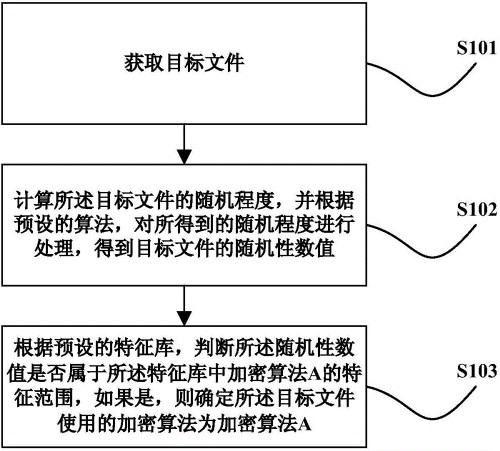 获取目标文件
S101
计算所述目标文件的随机程度，并根据
预设的算法，对所得到的随机程度进行
处理，得到目标文件的随机性数值
S102
根据预设的特征库，判断所述随机性数
值是否属于所述特征库中加密算法A的特
征范围，如果是，则确定所述目标文件
使用的加密算法为加密算法A
S103